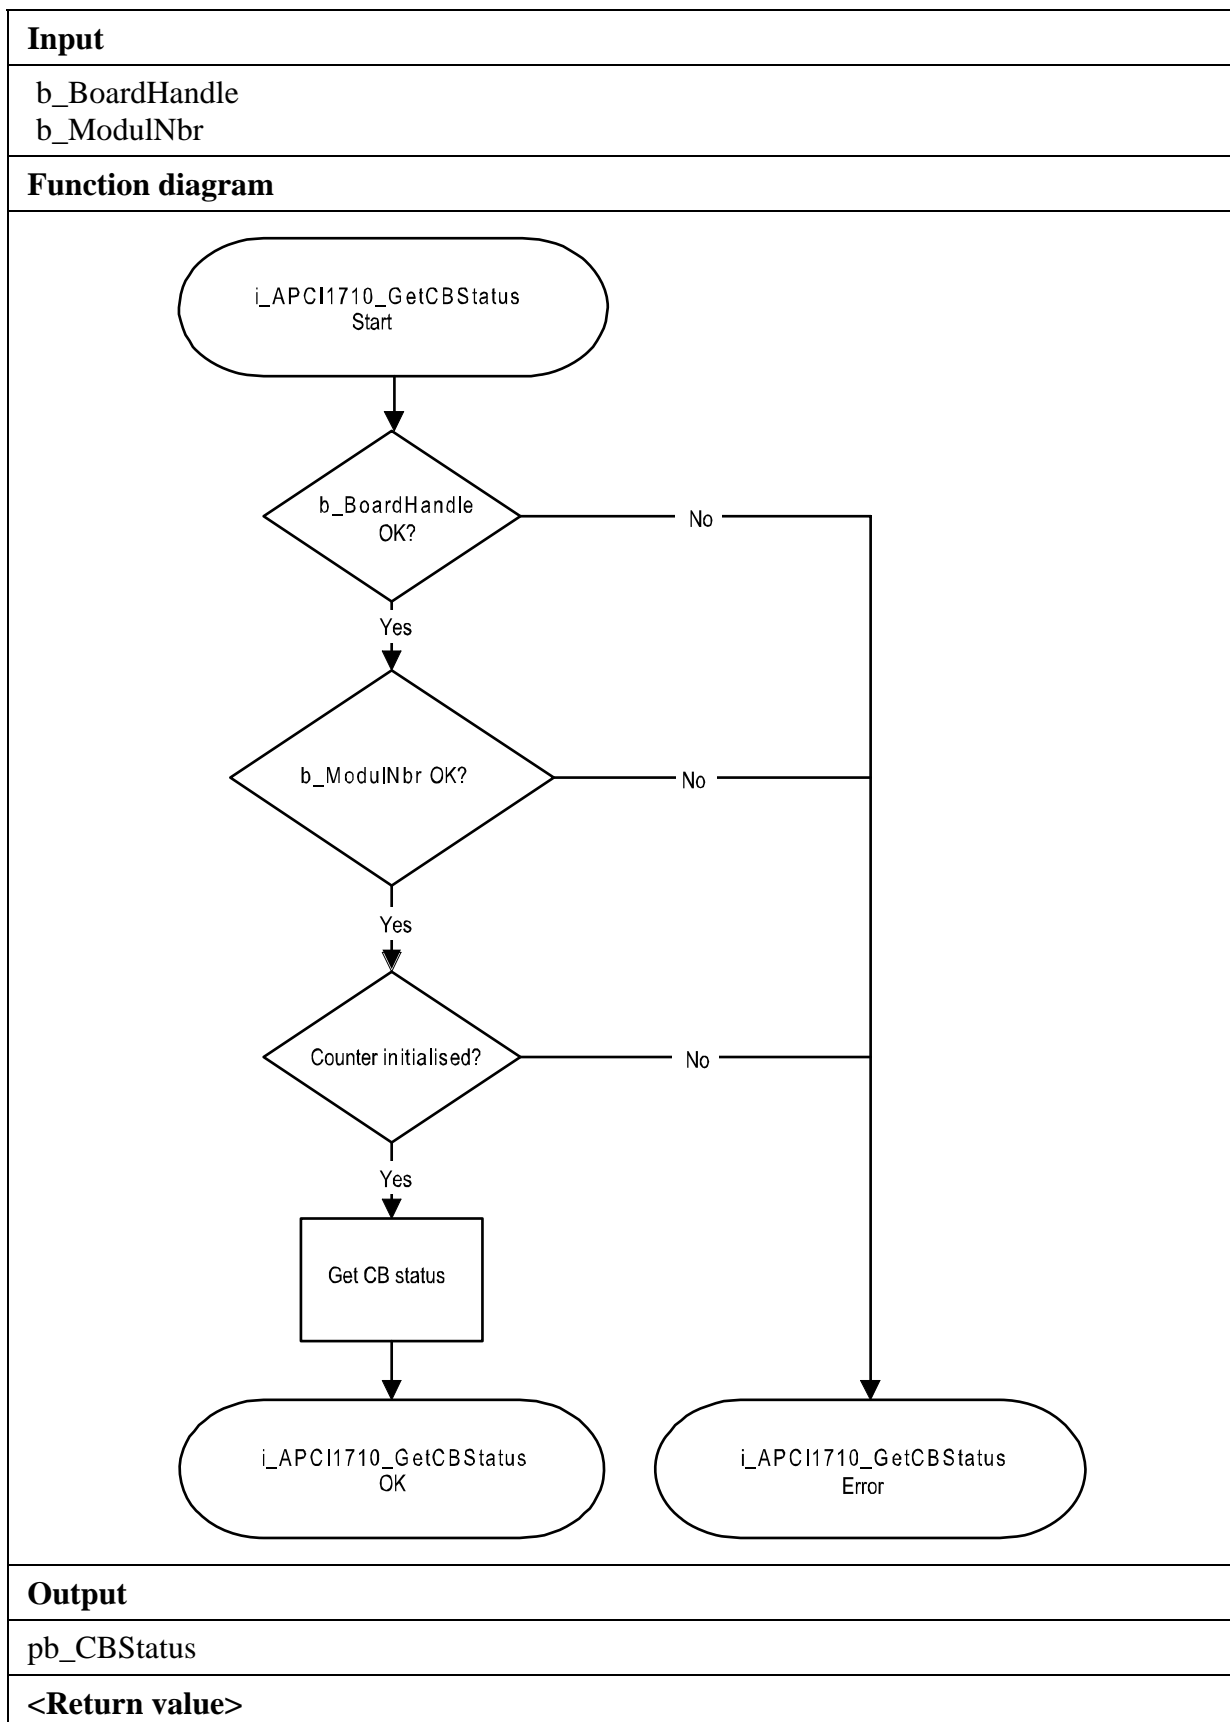 Input
b_BoardHandle
b_ModulNbr
Function diagram
i_APCI1710_GetCBStatus
Start
b_BoardHandle
OK?
No
Yes
b_ModulNbr OK?
No
Yes
Counter initialised?
No
Yes
Get CB status
i_APCI1710_GetCBStatus
OK
i_APCI1710_GetCBStatus
Error
Output
pb_CBStatus
<Return value>